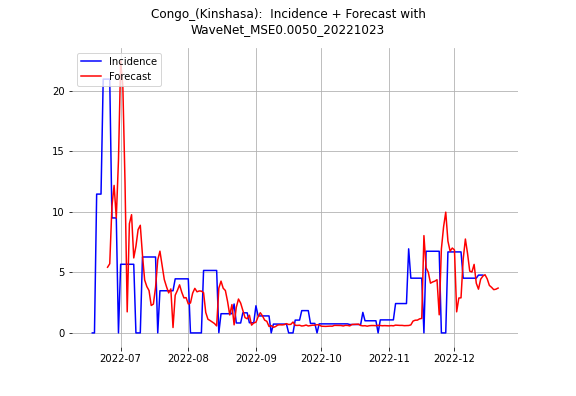 Congo_(Kinshasa):  Incidence + Forecast with
WaveNet_MSE0.0050_20221023
Incidence
Forecast
20
15
10
5
0
2022-07
2022-08
2022-09
2022-10
2022-11
2022-12